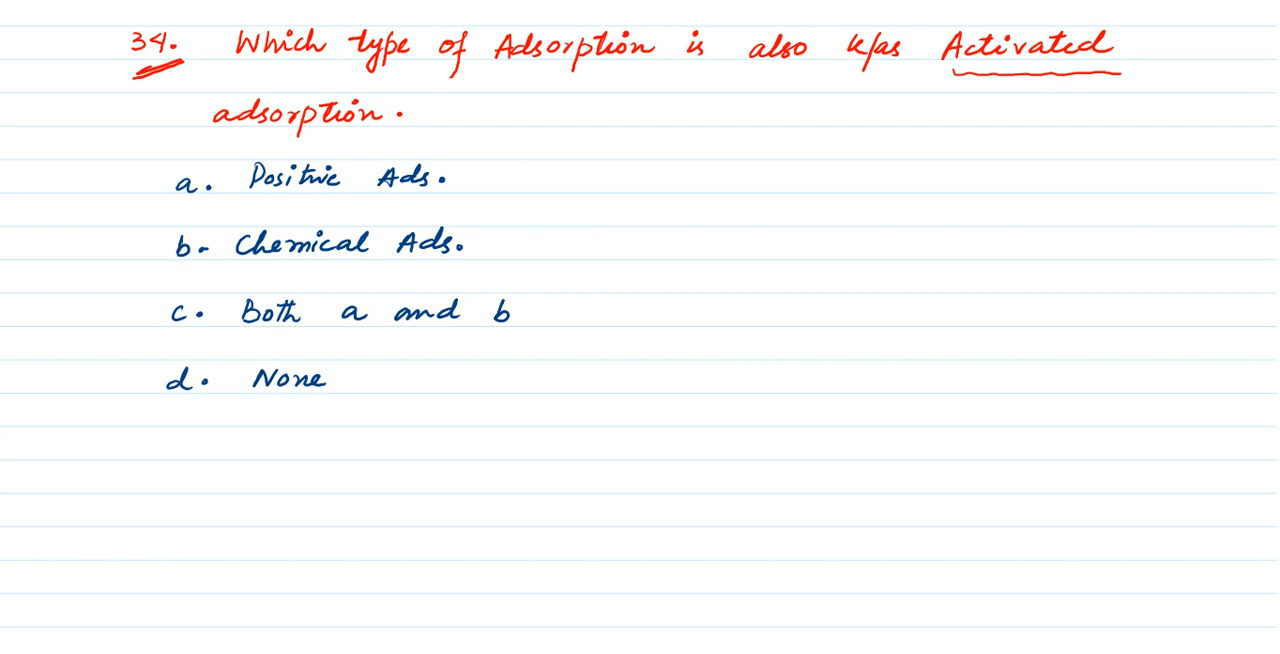 34. Which type of Adsorption is also k/as Activated
adsorption.
a. Positive Ads.
b. Chemical Ads.
c. Both a and b
d. None